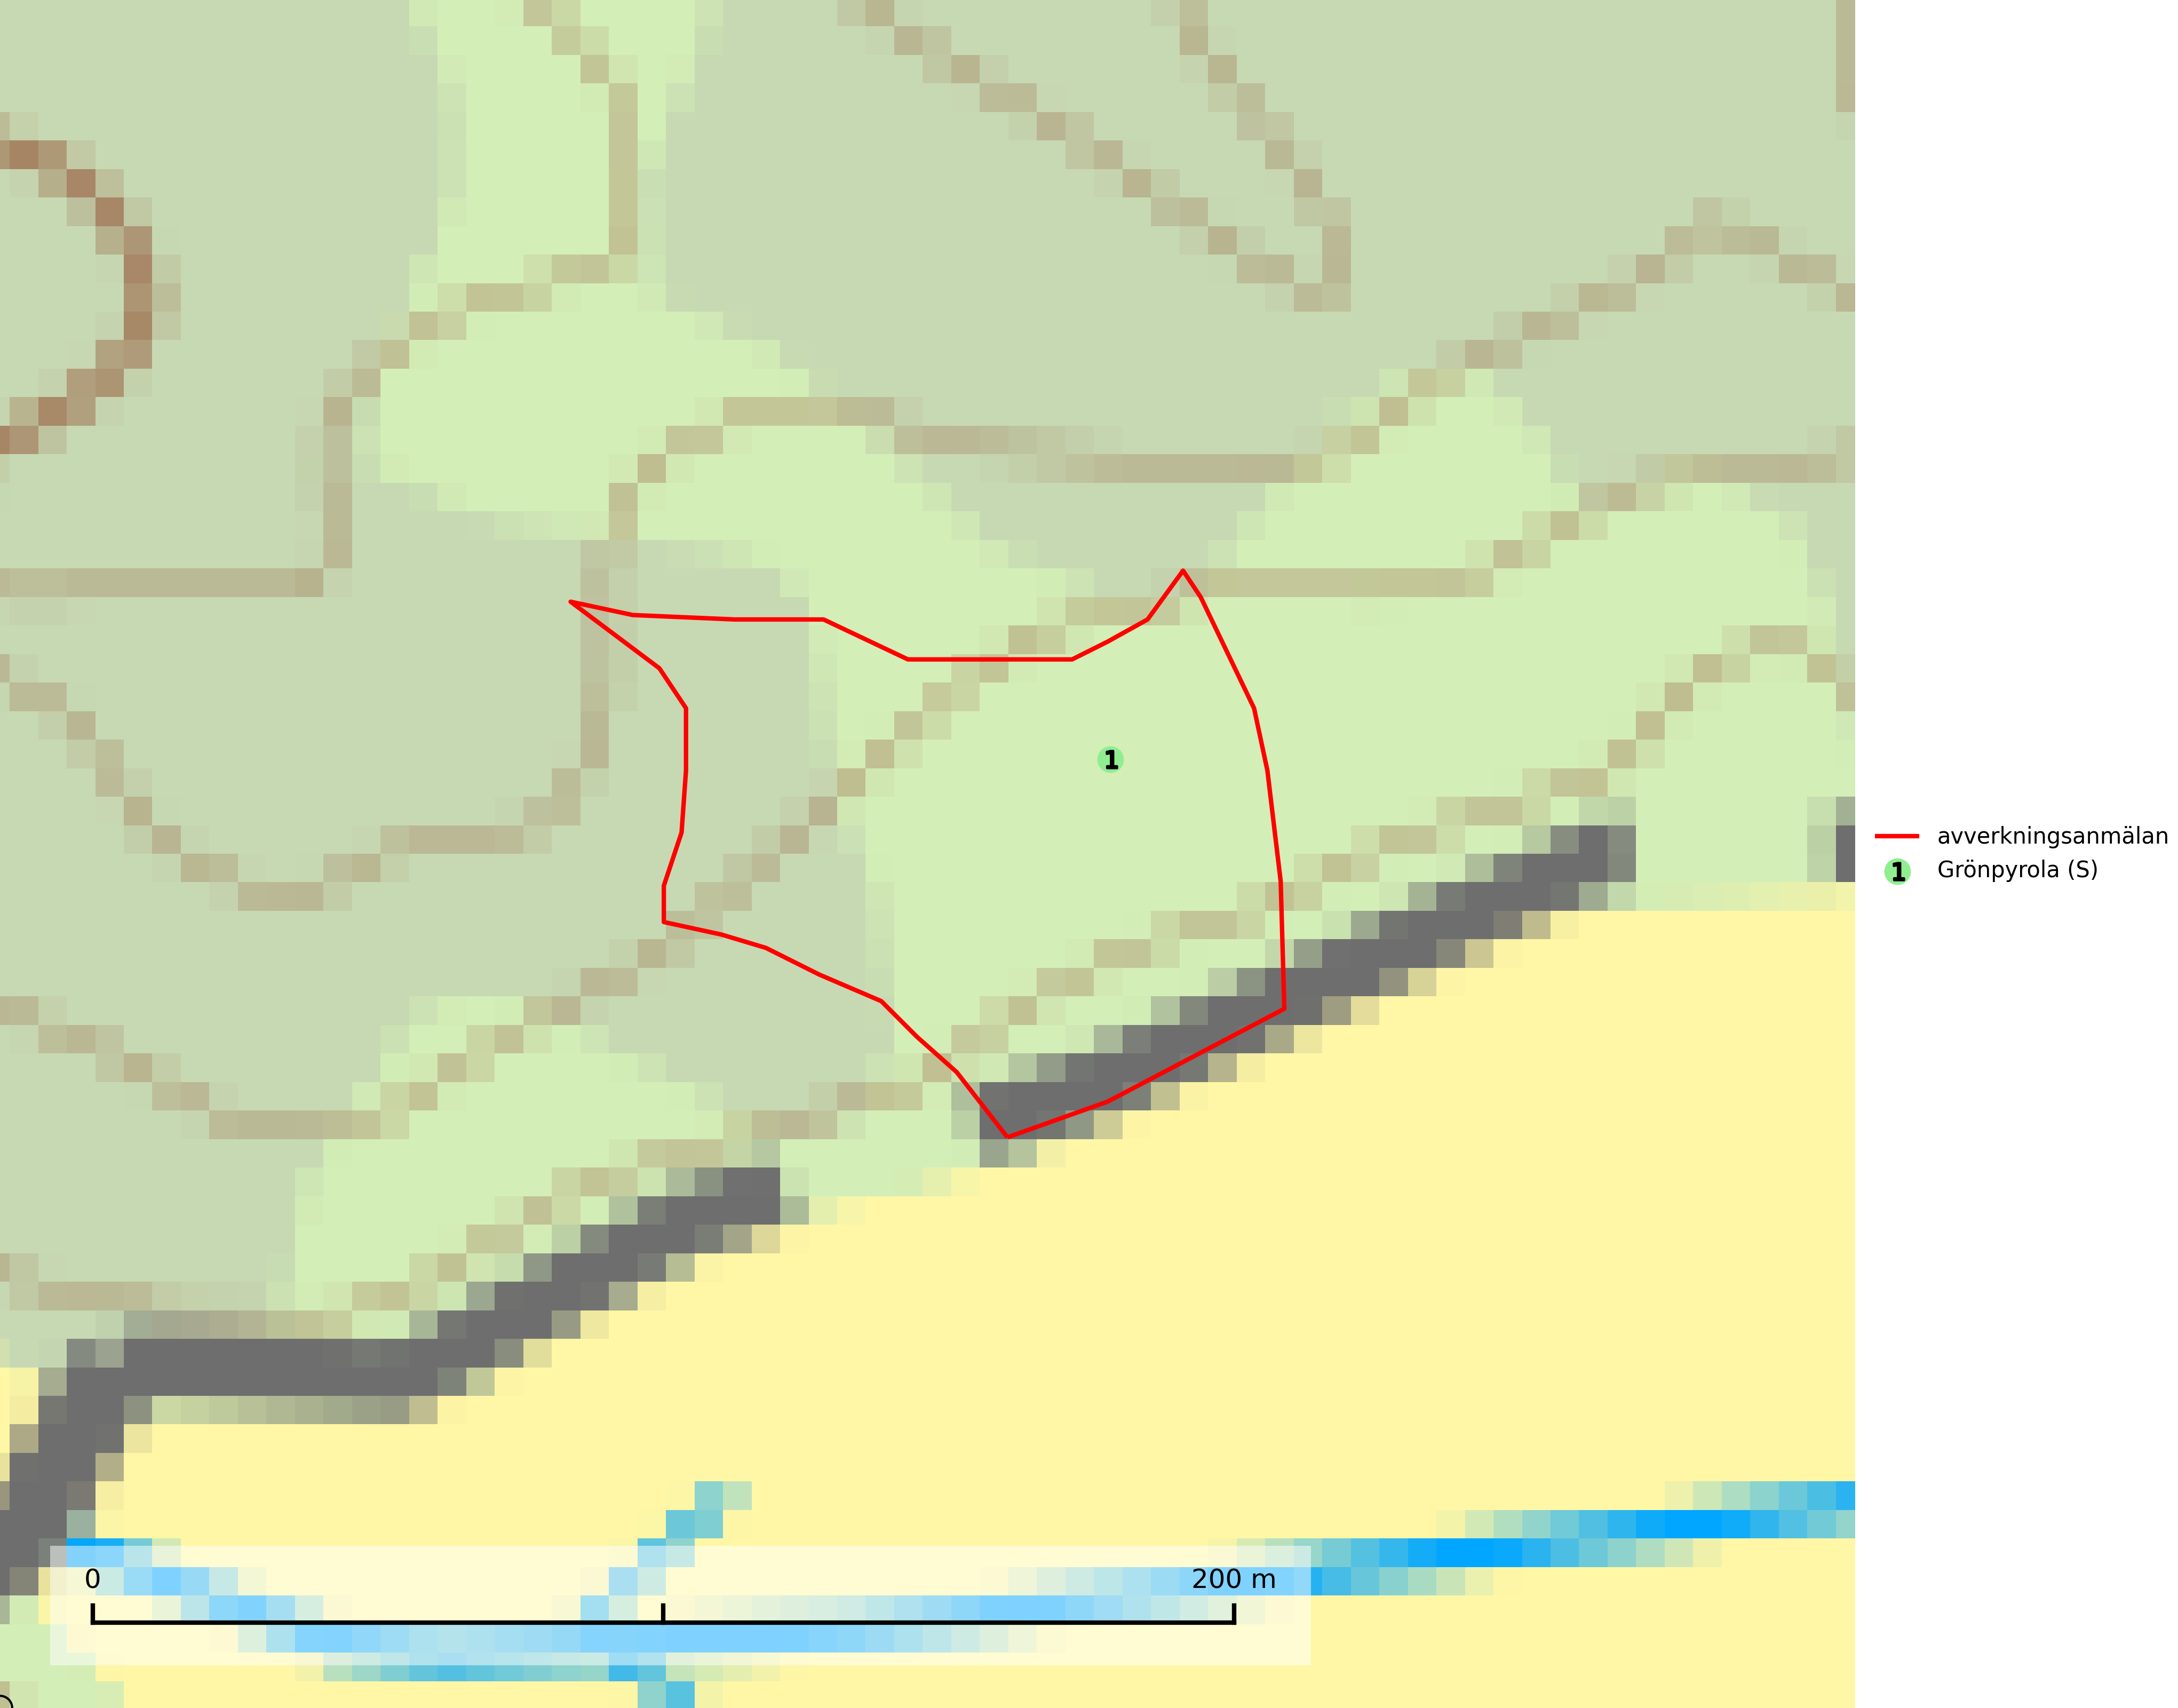 1
avverkningsanmälan
1 Grönpyrola (S)
0 200 m